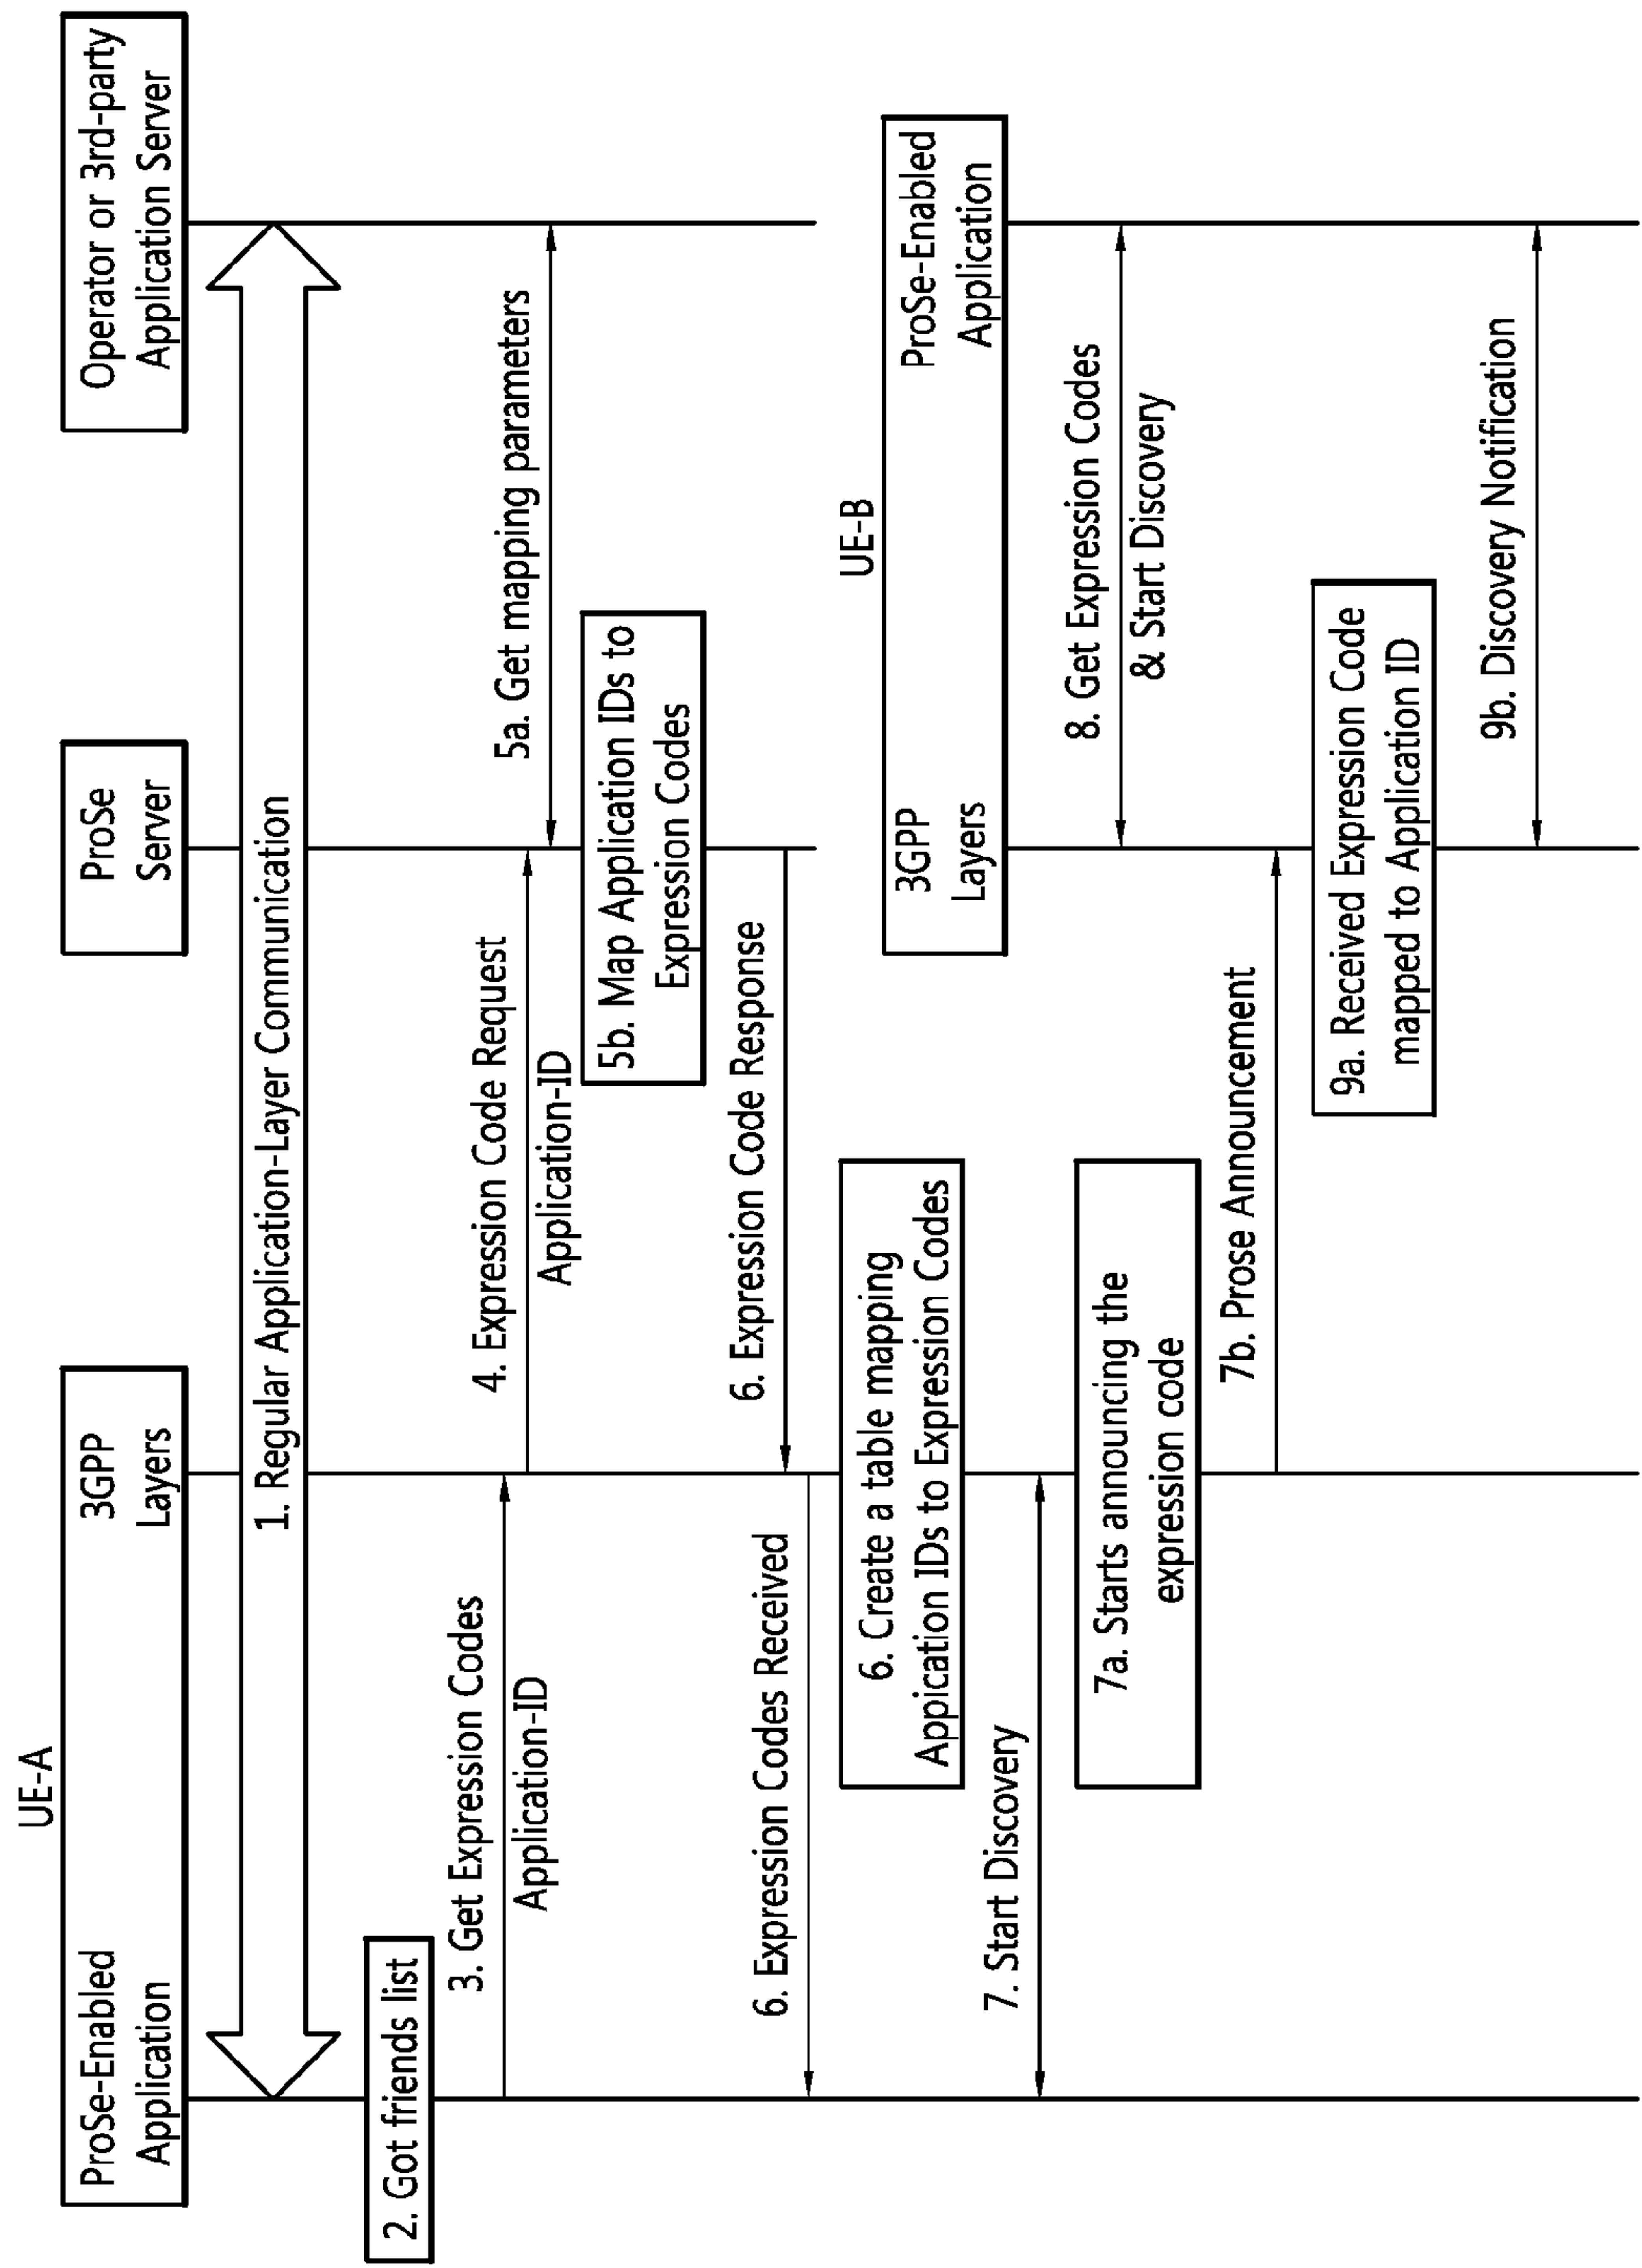 UE-A
ProSe-Enabled
Application
3GPP
Layers
ProSe
Server
Operator or 3rd-party
Application Server
1. Regular Application-Layer Communication
2. Got friends list
3. Get Expression Codes
Application-ID
4. Expression Code Request
Application-ID
5a. Get mapping parameters
5b. Map Application IDs to
Expression Codes
6. Expression Code Response
6. Expression Codes Received
6. Create a table mapping
Appication IDs to Expression Codes
UE-B
3GPP
Layers
ProSe-Enabled
Application
7. Start Discovery
7a. Starts announcing the
expression code
8. Get Expression Codes
& Start Discovery
7b. Prose Announcement
9a. Received Expression Code
mapped to Application ID
9b. Discovery Notification